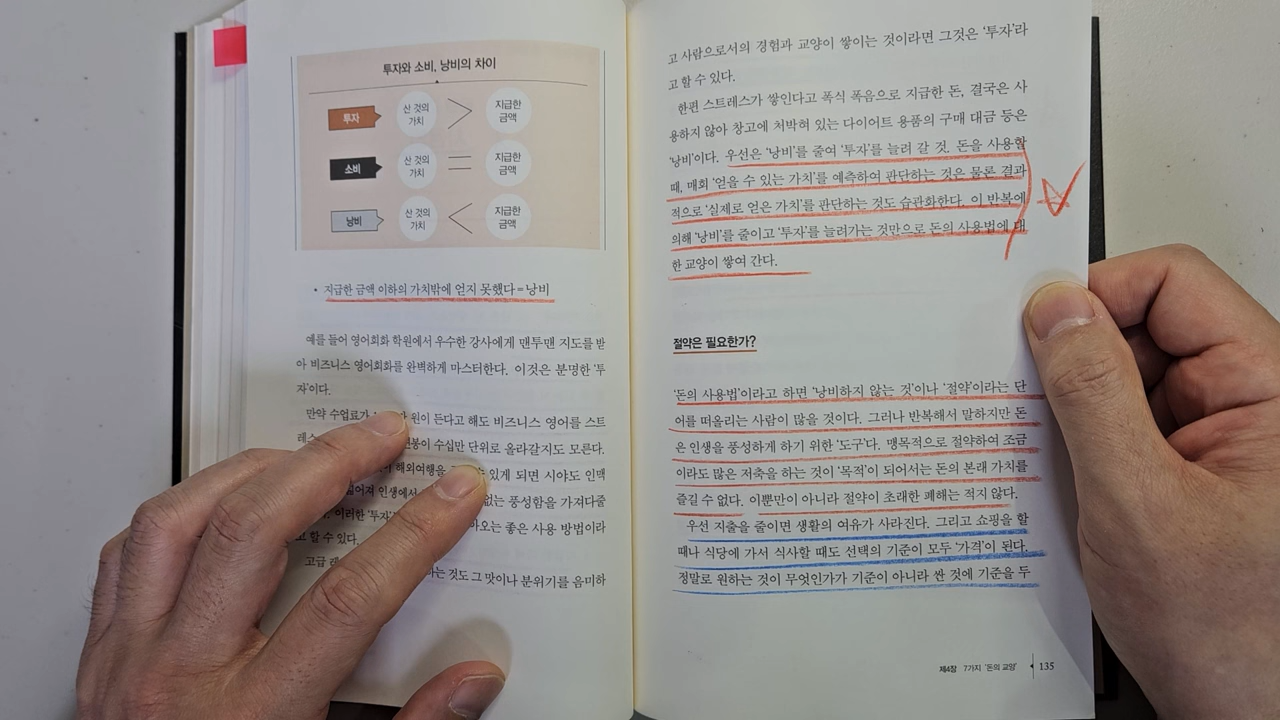 투자와 소비, 낭비의 차이
투자 산 것의 가치 > 지급한 금액
소비 산 것의 가치 = 지급한 금액
낭비 산 것의 가치 < 지급한 금액
• 지급한 금액 이하의 가치밖에 얻지 못했다=낭비
예를 들어 영어회화 학원에서 우수한 강사에게 맨투맨 지도를 받
아 비즈니스 영어회화를 완벽하게 마스터한다. 이것은 분명한 '투
자'이다.
만약 수업료가 원이 든다고 해도 비즈니스 영어를 스트
레스 봉이 수십만 단위로 올라갈지도 모른다.
해외여행을 있게 되면 시야도 인맥
인생에서 없는 풍성함을 가져다줄
이러한 '투자' 좋은 사용 방법이라
고 할 수 있다.
고급 것도 그 맛이나 분위기를 음미하
고 사람으로서의 경험과 교양이 쌓이는 것이라면 그것은 '투자'라
고 할 수 있다.
한편 스트레스가 쌓인다고 폭식 폭음으로 지급한 돈, 결국은 사
용하지 않아 창고에 처박혀 있는 다이어트 용품의 구매 대금 등은
'낭비'이다. 우선은 '낭비'를 줄여 '투자'를 늘려 갈 것. 돈을 사용할
때, 매회 '얻을 수 있는 가치'를 예측하여 판단하는 것은 물론 결과
적으로 '실제로 얻은 가치'를 판단하는 것도 습관화한다. 이 반복에
의해 '낭비'를 줄이고 '투자'를 늘려가는 것만으로 돈의 사용법에 대
한 교양이 쌓여 간다.
절약은 필요한가?
'돈의 사용법'이라고 하면 '낭비하지 않는 것'이나 '절약'이라는 단
어를 떠올리는 사람이 많을 것이다. 그러나 반복해서 말하지만 돈
은 인생을 풍성하게 하기 위한 '도구'다. 맹목적으로 절약하여 조금
이라도 많은 저축을 하는 것이 '목적'이 되어서는 돈의 본래 가치를
즐길 수 없다. 이뿐만이 아니라 절약이 초래한 폐해는 적지 않다.
우선 지출을 줄이면 생활의 여유가 사라진다. 그리고 쇼핑을 할
때나 식당에 가서 식사할 때도 선택의 기준이 모두 '가격'이 된다.
정말로 원하는 것이 무엇인가가 기준이 아니라 싼 것에 기준을 두
제4장 7가지 '돈의 교양' 135